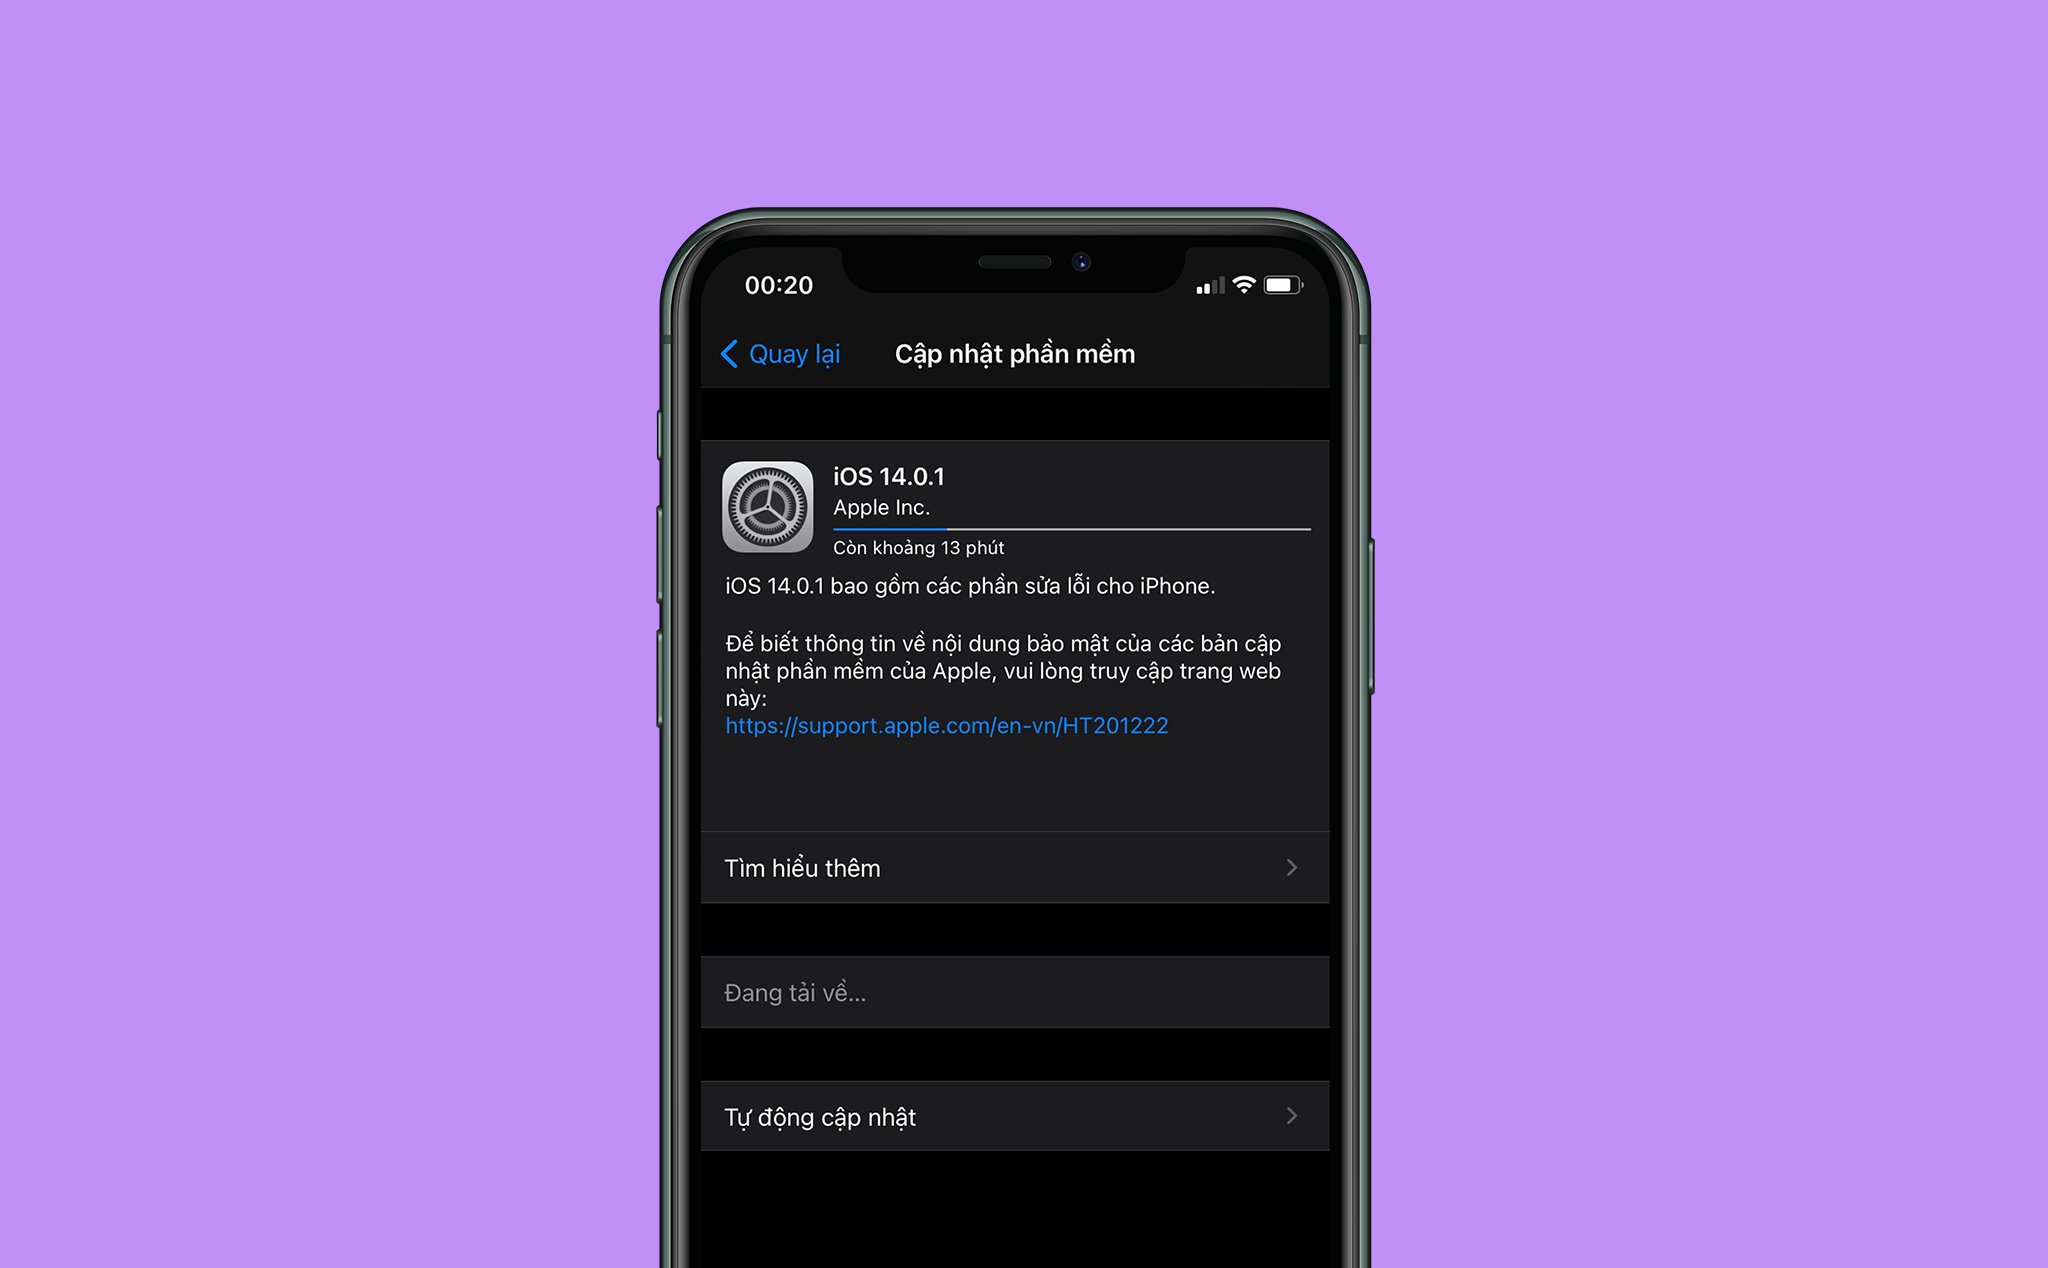 00:20
Quay lại
Cập nhật phần mềm
iOS 14.0.1
Apple Inc.
Còn khoảng 13 phút
iOS 14.0.1 bao gồm các phần sửa lỗi cho iPhone.
Để biết thông tin về nội dung bảo mật của các bản cập
nhật phần mềm của Apple, vui lòng truy cập trang web
này:
https://support.apple.com/en-vn/HT201222
Tìm hiểu thêm
Đang tải về...
Tự động cập nhật